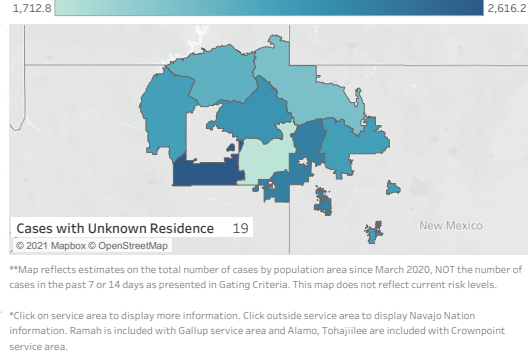 1,712.8 2,616.2
New Mexico
Cases with Unknown Residence 19
© 2021 Mapbox © OpenStreetMap
**Map reflects estimates on the total number of cases by population area since March 2020, NOT the number of
cases in the past 7 or 14 days as presented in Gating Criteria. This map does not reflect current risk levels.
*Click on service area to display more information. Click outside service area to display Navajo Nation
information. Ramah is included with Gallup service area and Alamo, Tohajiilee are included with Crownpoint
service area.